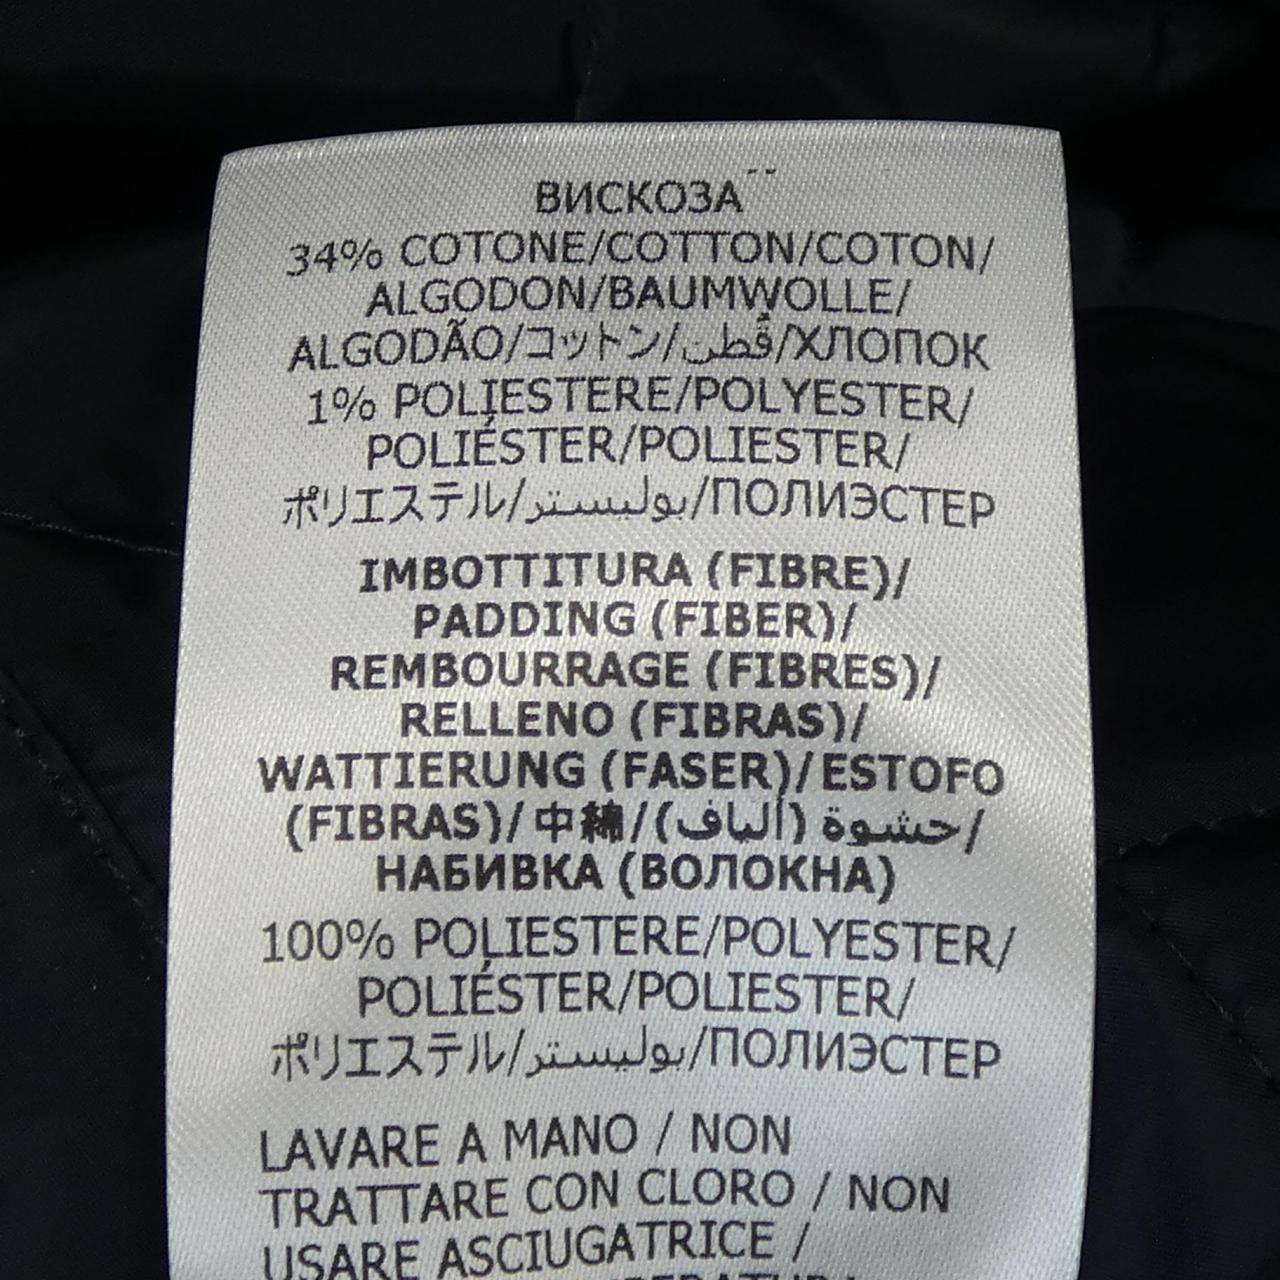 ВИСКОЗА
34% COTONE/COTTON/COTON/
ALGODON/BAUMWOLLE/
ALGODÃO/コットン/قطن/ХЛОПОК
1% POLIESTERE/POLYESTER/
POLIÉSTER/POLIESTER/
ポリエステル/بوليستر/ПОЛИЭСТЕР
IMBOTTITURA (FIBRE)/
PADDING (FIBER)/
REMBOURRAGE (FIBRES)/
RELLENO (FIBRAS)/
WATTIERUNG (FASER)/ESTOFO
(FIBRAS)/中綿/حشوة (ألياف)/
НАБИВКА (ВОЛОКНА)
100% POLIESTERE/POLYESTER/
POLIÉSTER/POLIESTER/
ポリエステル/بوليستر/ПОЛИЭСТЕР
LAVARE A MANO / NON
TRATTARE CON CLORO / NON
USARE ASCIUGATRICE /